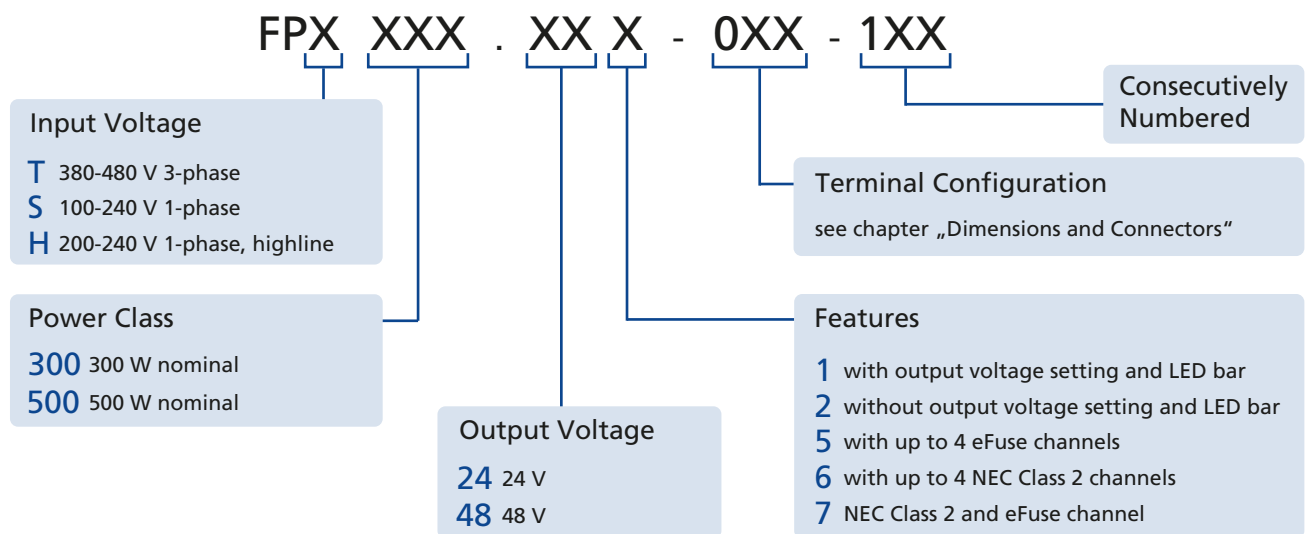 FPX XXX . XX X - 0XX - 1XX
Consecutively
Numbered
Input Voltage
T 380-480 V 3-phase
S 100-240 V 1-phase
H 200-240 V 1-phase, highline
Terminal Configuration
see chapter „Dimensions and Connectors“
Power Class
300 300 W nominal
500 500 W nominal
Features
1 with output voltage setting and LED bar
2 without output voltage setting and LED bar
5 with up to 4 eFuse channels
6 with up to 4 NEC Class 2 channels
7 NEC Class 2 and eFuse channel
Output Voltage
24 24 V
48 48 V